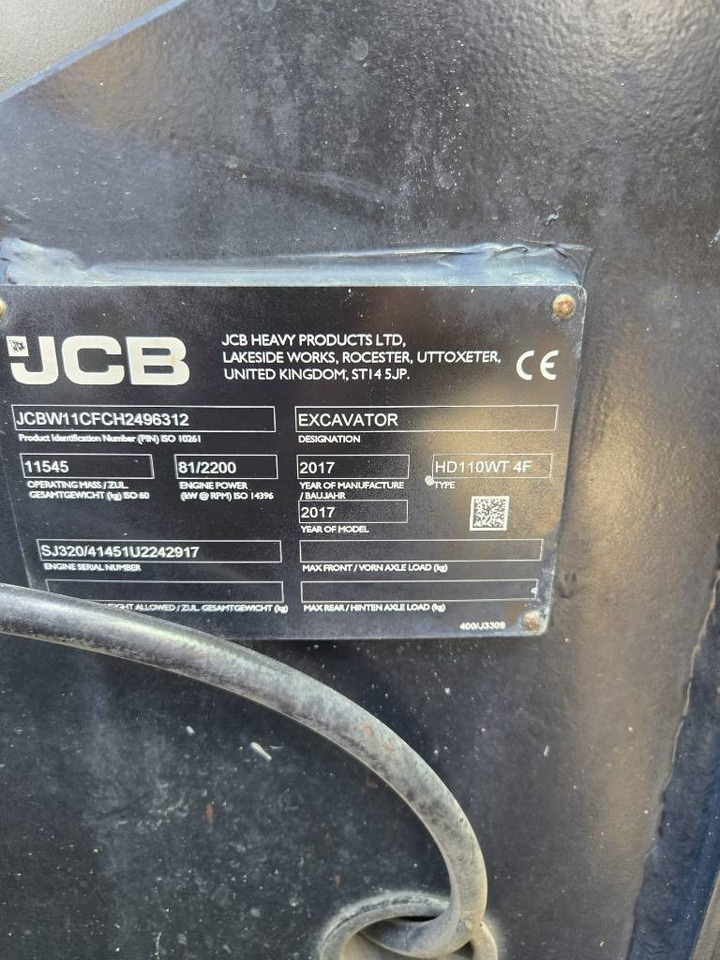 JCB
JCB HEAVY PRODUCTS LTD,
LAKESIDE WORKS, ROCESTER, UTTOXETER,
UNITED KINGDOM, ST14 5JP.
CE
JCBW11CFCH2496312
Product Identification Number (PIN) ISO 10261
EXCAVATOR
DESIGNATION
11545
OPERATING MASS / ZUL.
GESAMTGEWICHT (kg) ISO 60
81/2200
ENGINE POWER
(kW @ RPM) ISO 14396
2017
YEAR OF MANUFACTURE
/ BAUJAHR
HD110WT 4F
TYPE
2017
YEAR OF MODEL
SJ320/41451U2242917
ENGINE SERIAL NUMBER
MAX FRONT / VORN AXLE LOAD (kg)
ALLOWED / ZUL. GESAMTGEWICHT (kg)
MAX REAR / HINTEN AXLE LOAD (kg)
400/J3309